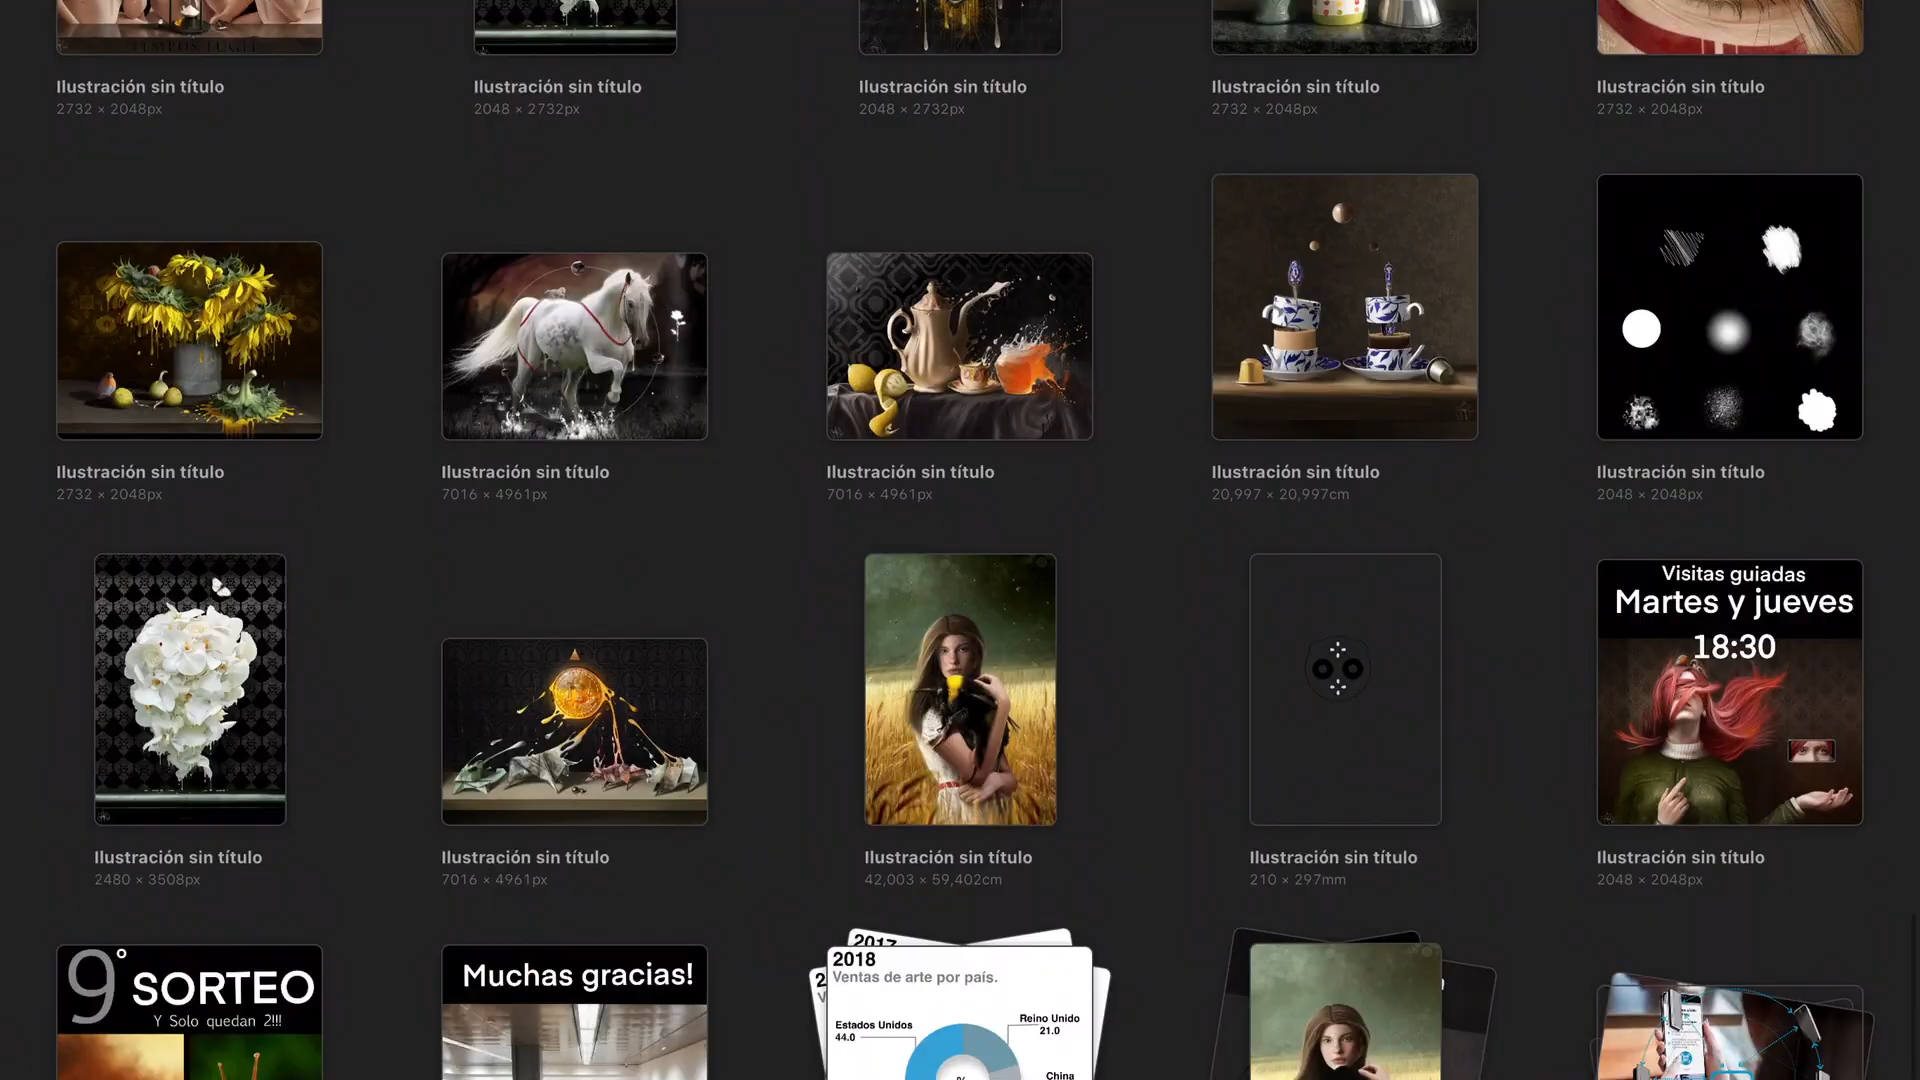 TEMPUS FUGIT
Ilustración sin título
2732 × 2048px
Ilustración sin título
2048 × 2732px
Ilustración sin título
2048 × 2732px
Ilustración sin título
2732 × 2048px
Ilustración sin título
2732 × 2048px
Ilustración sin título
2732 × 2048px
Ilustración sin título
7016 × 4961px
Ilustración sin título
7016 × 4961px
Ilustración sin título
20,997 × 20,997cm
Ilustración sin título
2048 × 2048px
Visitas guiadas
Martes y jueves
18:30
Ilustración sin título
2480 × 3508px
Ilustración sin título
7016 × 4961px
Ilustración sin título
42,003 × 59,402cm
Ilustración sin título
210 × 297mm
Ilustración sin título
2048 × 2048px
9° SORTEO
Y Solo quedan 2!!!
Muchas gracias!
2017
2018
Ventas de arte por país.
Estados Unidos
44.0
Reino Unido
21.0
China